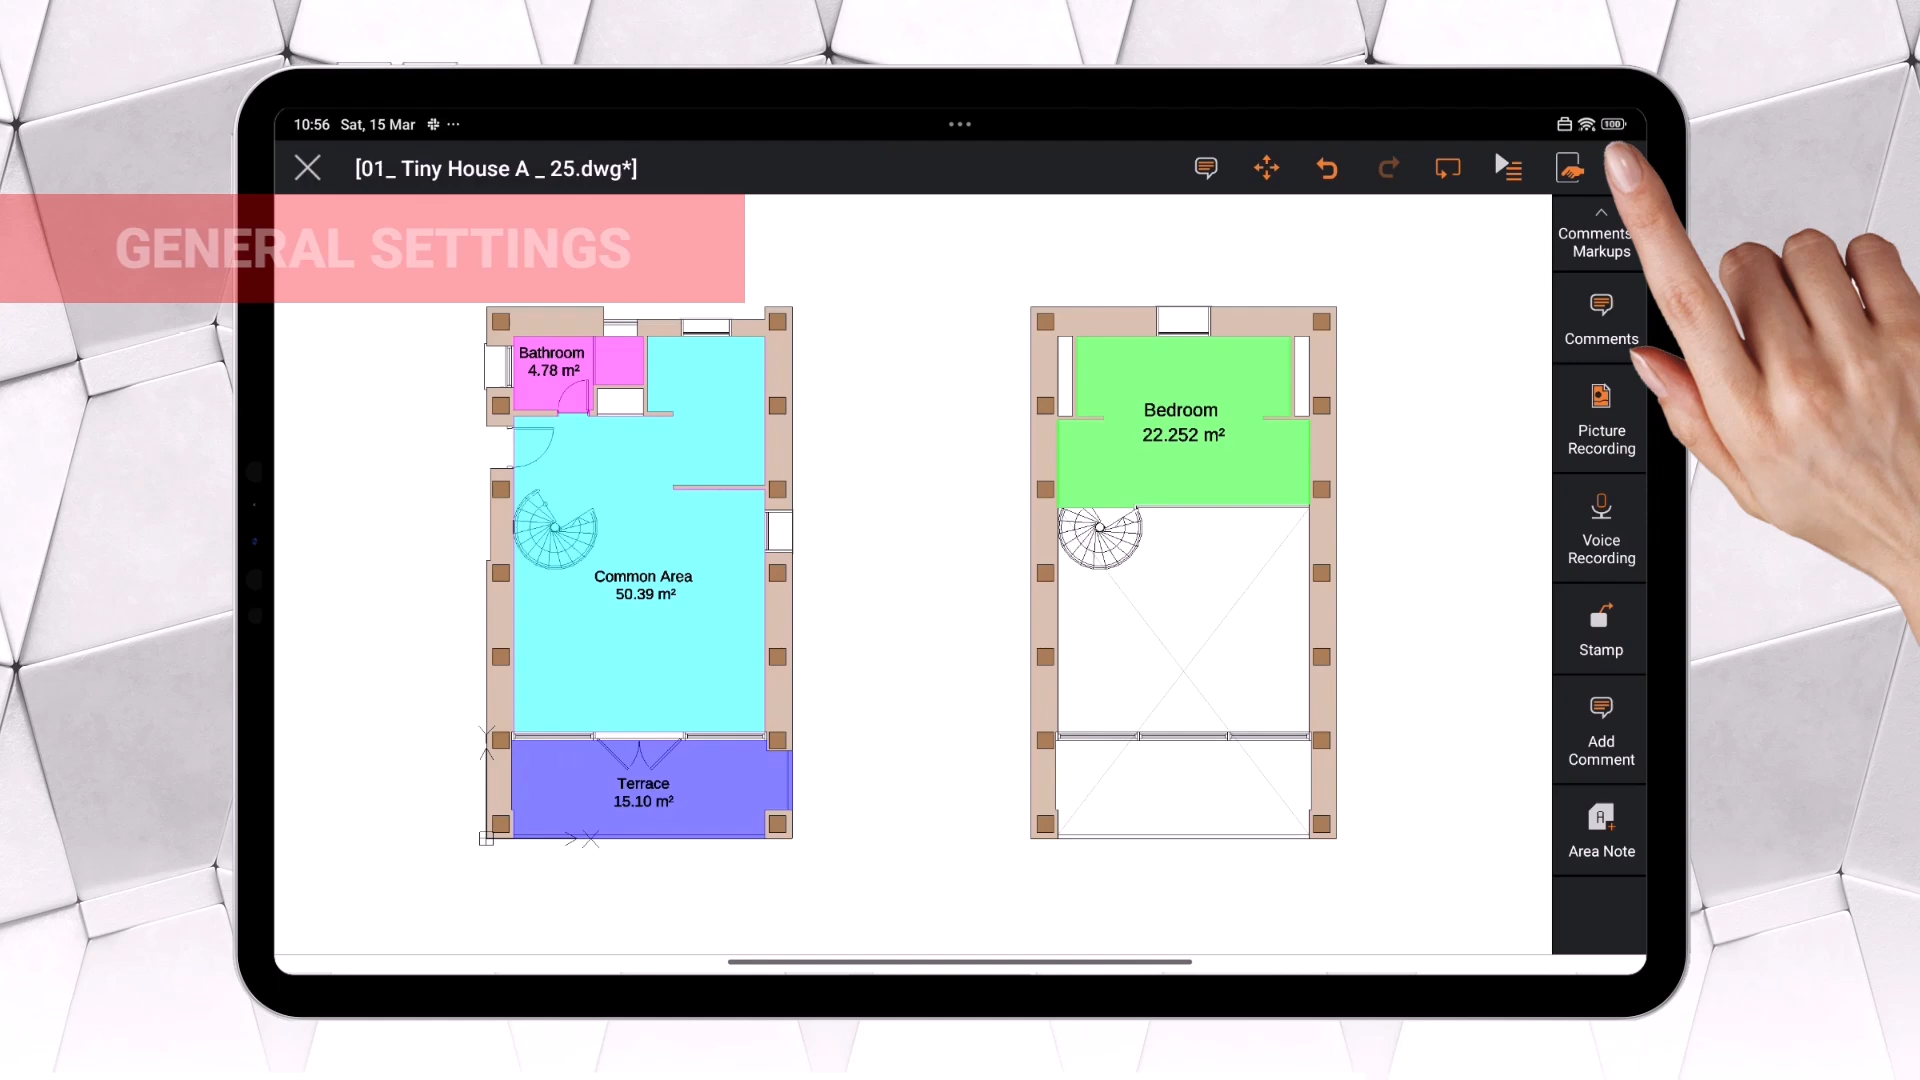 10:56 Sat, 15 Mar
100
[01_ Tiny House A _ 25.dwg*]
GENERAL SETTINGS
Comments
Markups
Comments
Picture
Recording
Voice
Recording
Stamp
Add
Comment
A
Area Note
Bathroom
4.78 m²
Common Area
50.39 m²
Terrace
15.10 m²
Bedroom
22.252 m²